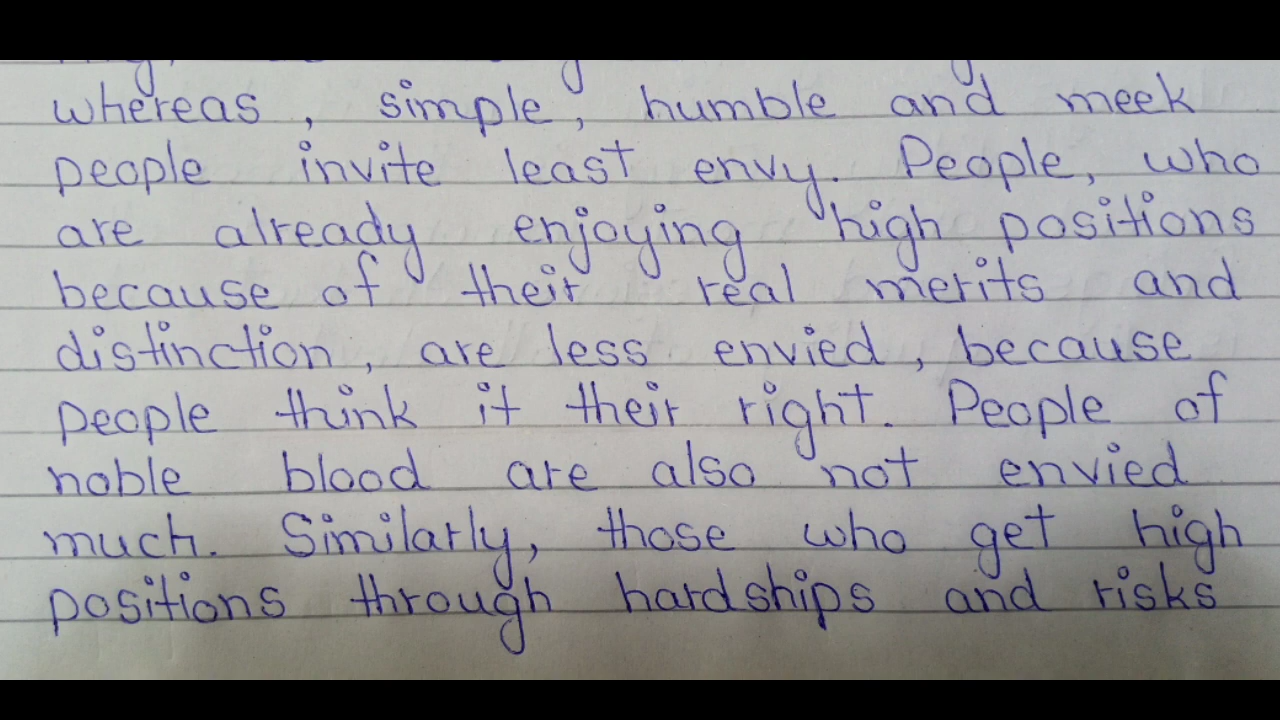 whereas, simple, humble and meek
people invite least envy. People, who
are already enjoying high positions
because of their real merits and
distinction, are less envied, because
people think it their right. People of
noble blood are also not envied
much. Similarly, those who get high
positions through hardships and risks